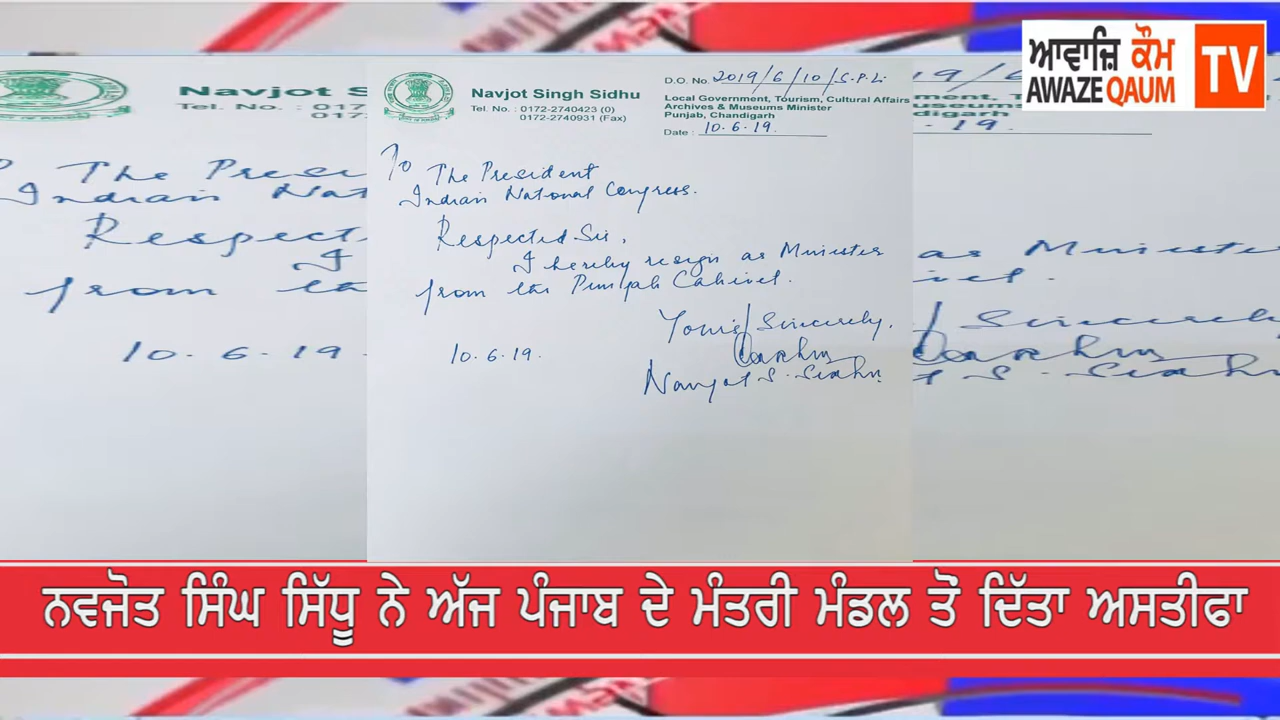 ਆਵਾਜ਼ਿ ਕੌਮ
AWAZE QAUM
TV
Navjot Singh Sidhu
Tel. No. : 0172-2740423 (0)
0172-2740931 (Fax)
D.O. No. 2019/6/10/S.P.L.
Local Government, Tourism, Cultural Affairs
Archives & Museums Minister
Punjab, Chandigarh
Date : 10.6.19.
To The President
Indian National Congress.
Respected Sir,
I hereby resign as Minister
from the Punjab Cabinet.
Yours Sincerely,
10.6.19.
Navjot S. Sidhu
ਨਵਜੋਤ ਸਿੰਘ ਸਿੱਧੂ ਨੇ ਅੱਜ ਪੰਜਾਬ ਦੇ ਮੰਤਰੀ ਮੰਡਲ ਤੋਂ ਦਿੱਤਾ ਅਸਤੀਫਾ